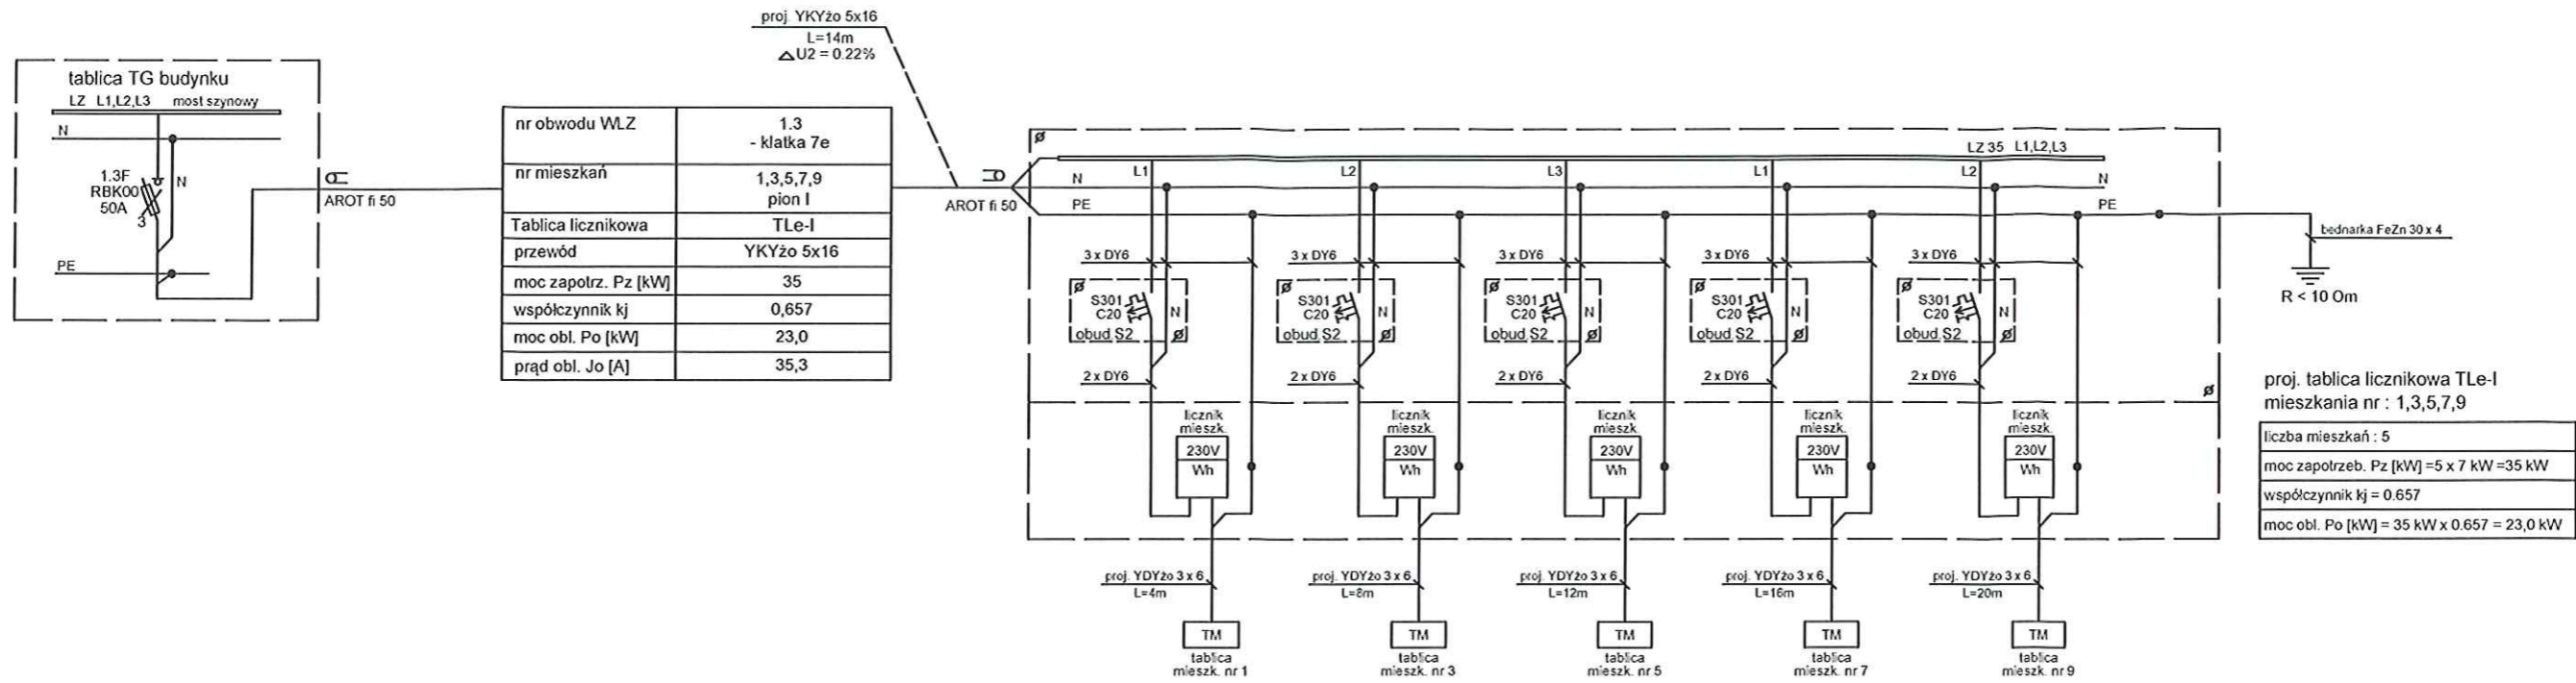 proj. YKYżo 5x16
L=14m
△U2 = 0.22%
tablica TG budynku
LZ L1,L2,L3 most szynowy
N
1.3F
RBK00
50A
3
N
PE
AROT fi 50
nr obwodu WLZ 1.3
- klatka 7e
nr mieszkań 1,3,5,7,9
pion I
Tablica licznikowa TLe-I
przewód YKYżo 5x16
moc zapotrz. Pz [kW] 35
współczynnik kj 0,657
moc obl. Po [kW] 23,0
prąd obl. Jo [A] 35,3
AROT fi 50
ø
LZ 35 L1,L2,L3
L1 L2 L3 L1 L2
N N
PE PE
3 x DY6 3 x DY6 3 x DY6 3 x DY6 3 x DY6
ø ø ø ø ø
S301 S301 S301 S301 S301
C20 N C20 N C20 N C20 N C20 N
obud S2 ø obud S2 ø obud S2 ø obud S2 ø obud S2 ø
2 x DY6 2 x DY6 2 x DY6 2 x DY6 2 x DY6
ø
licznik licznik licznik licznik licznik
mieszk. mieszk. mieszk. mieszk. mieszk.
230V 230V 230V 230V 230V
Wh Wh Wh Wh Wh
proj. YDYżo 3 x 6 proj. YDYżo 3 x 6 proj. YDYżo 3 x 6 proj. YDYżo 3 x 6 proj. YDYżo 3 x 6
L=4m L=8m L=12m L=16m L=20m
TM TM TM TM TM
tablica tablica tablica tablica tablica
mieszk. nr 1 mieszk. nr 3 mieszk. nr 5 mieszk. nr 7 mieszk. nr 9
bednarka FeZn 30 x 4
R < 10 Om
proj. tablica licznikowa TLe-I
mieszkania nr : 1,3,5,7,9
liczba mieszkań : 5
moc zapotrzeb. Pz [kW] =5 x 7 kW =35 kW
współczynnik kj = 0.657
moc obl. Po [kW] = 35 kW x 0.657 = 23,0 kW